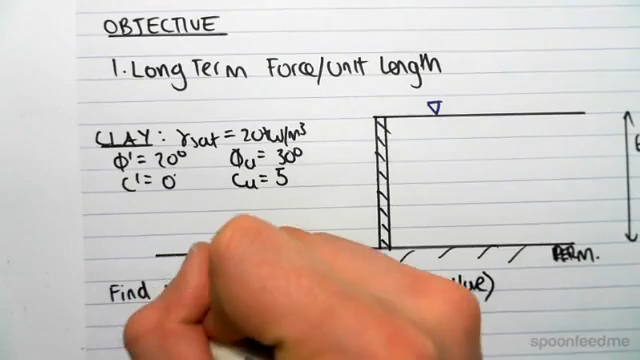 OBJECTIVE
1. Long Term Force/Unit Length
CLAY: γsat = 20kN/m³
Φ' = 20° Φu = 30°
C' = 0 Cu = 5
PERM.
Find
spoonfeedme